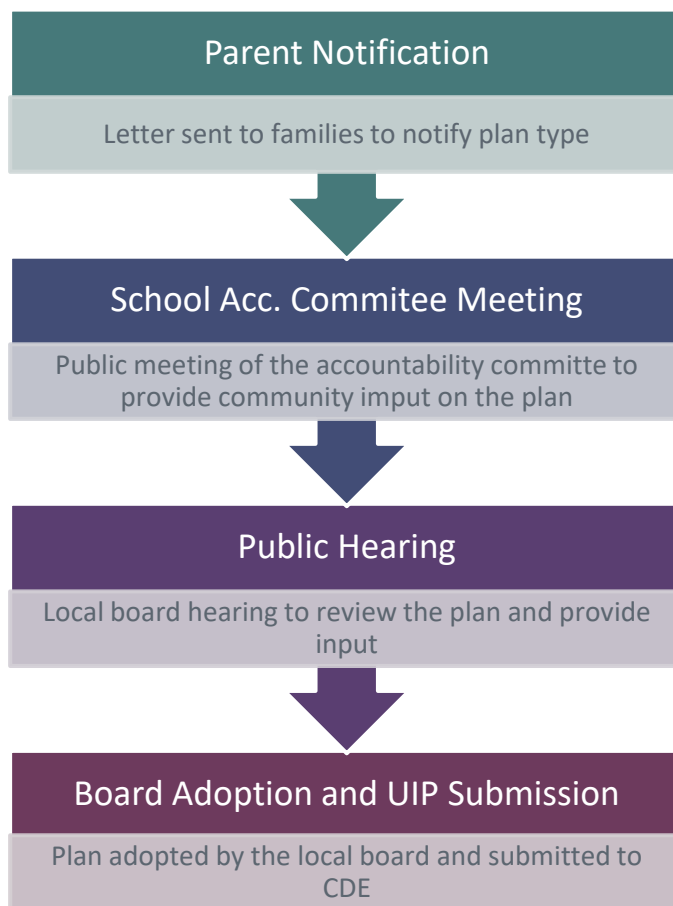 Parent Notification
Letter sent to families to notify plan type
School Acc. Commitee Meeting
Public meeting of the accountability committe to
provide community imput on the plan
Public Hearing
Local board hearing to review the plan and provide
input
Board Adoption and UIP Submission
Plan adopted by the local board and submitted to
CDE